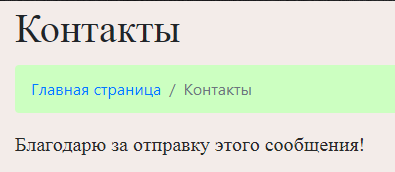 Контакты
Главная страница / Контакты
Благодарю за отправку этого сообщения!